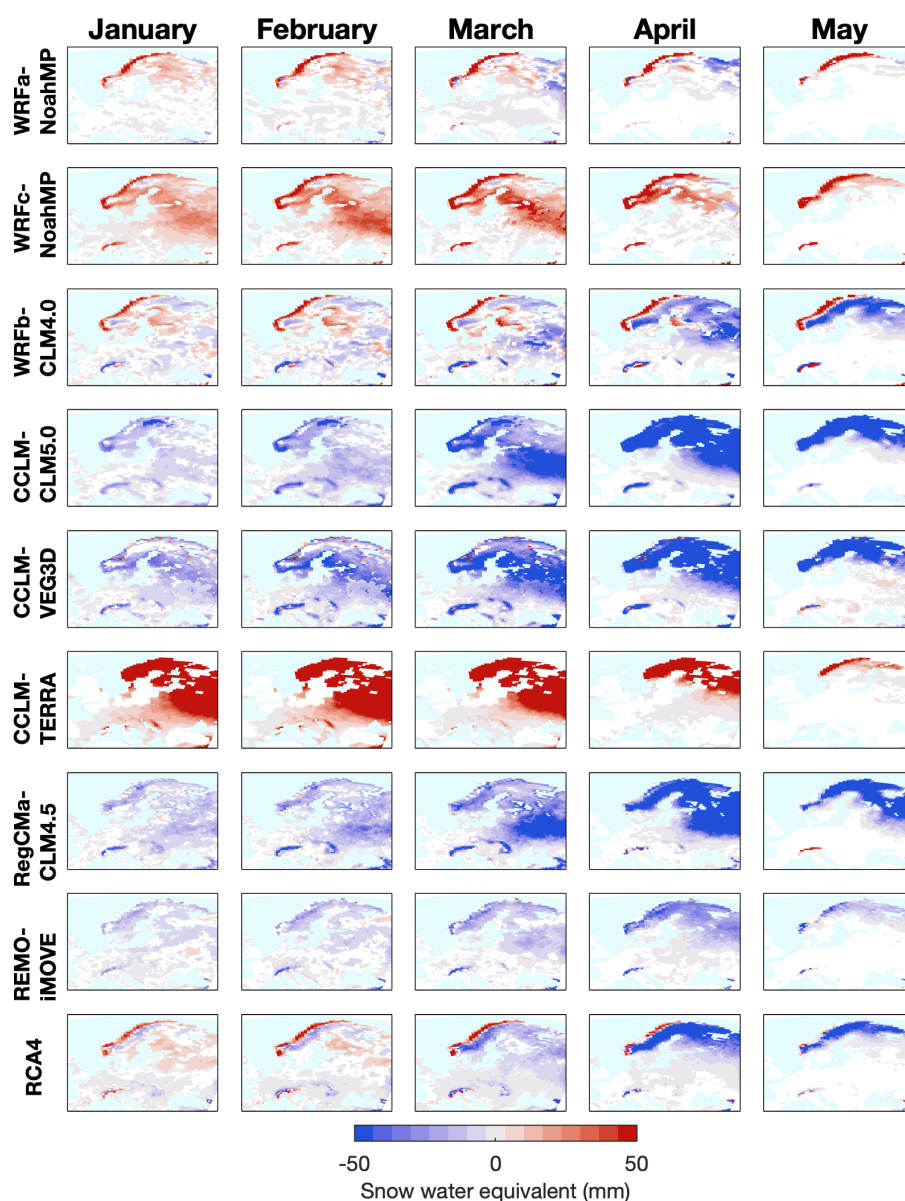 January February March April May
WRFa-
NoahMP
WRFc-
NoahMP
WRFb-
CLM4.0
CCLM-
CLM5.0
CCLM-
VEG3D
CCLM-
TERRA
RegCMa-
CLM4.5
REMO-
iMOVE
RCA4
-50 0 50
Snow water equivalent (mm)